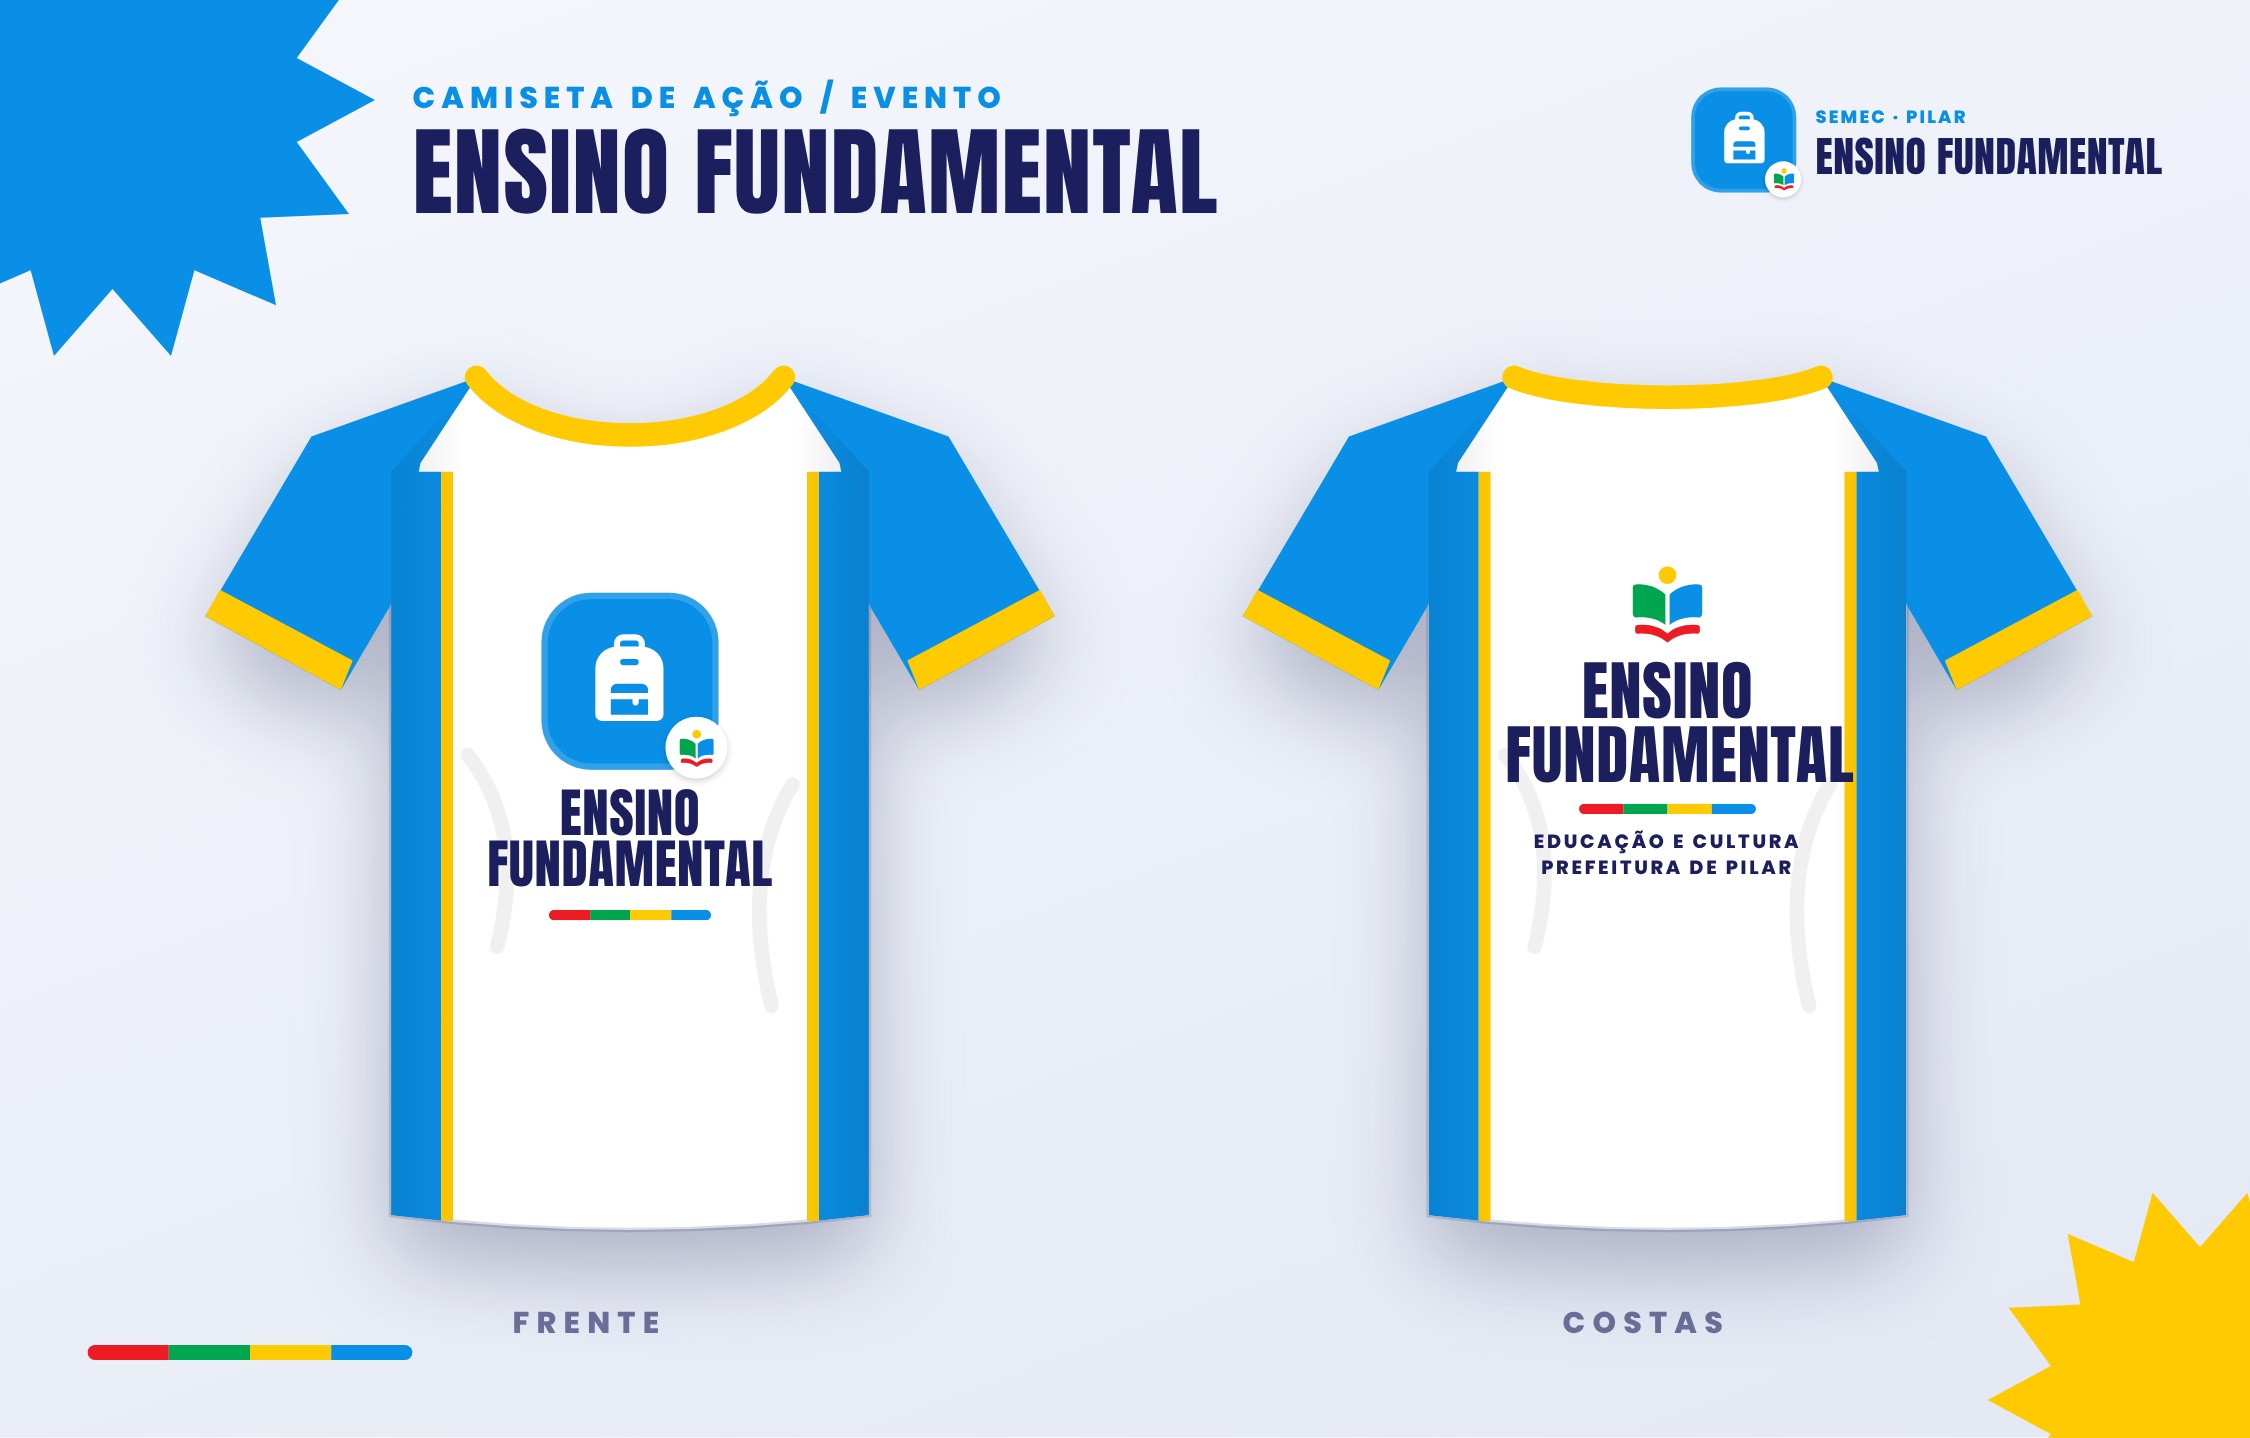 CAMISETA DE AÇÃO / EVENTO
ENSINO FUNDAMENTAL
SEMEC · PILAR
ENSINO FUNDAMENTAL
ENSINO
FUNDAMENTAL
ENSINO
FUNDAMENTAL
EDUCAÇÃO E CULTURA
PREFEITURA DE PILAR
FRENTE
COSTAS